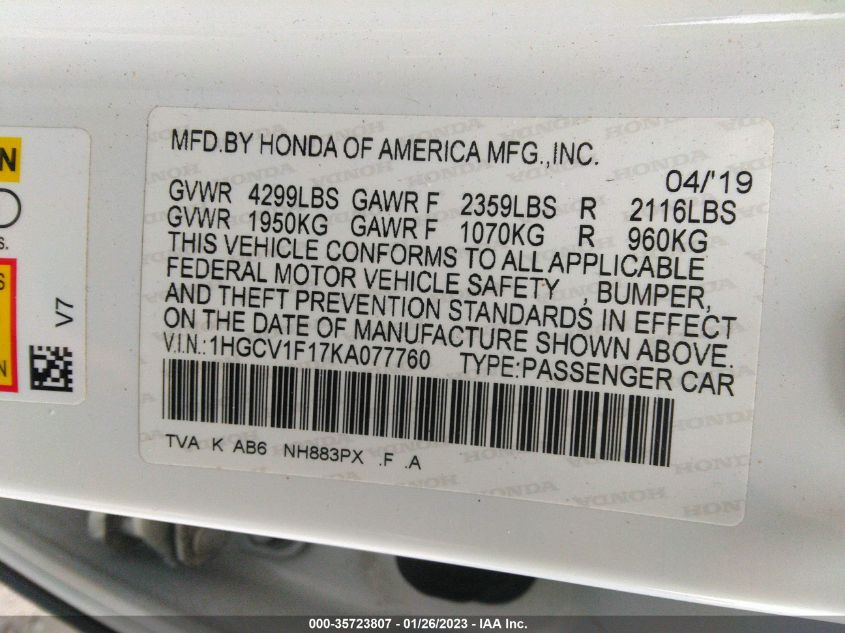 MFD.BY HONDA OF AMERICA MFG.,INC.
04/'19
GVWR 4299LBS GAWR F 2359LBS R 2116LBS
GVWR 1950KG GAWR F 1070KG R 960KG
THIS VEHICLE CONFORMS TO ALL APPLICABLE
FEDERAL MOTOR VEHICLE SAFETY , BUMPER,
AND THEFT PREVENTION STANDARDS IN EFFECT
ON THE DATE OF MANUFACTURE SHOWN ABOVE.
V.I.N.:1HGCV1F17KA077760 TYPE:PASSENGER CAR
TVA K AB6 NH883PX .F .A
V7
000-35723807 - 01/26/2023 - IAA Inc.